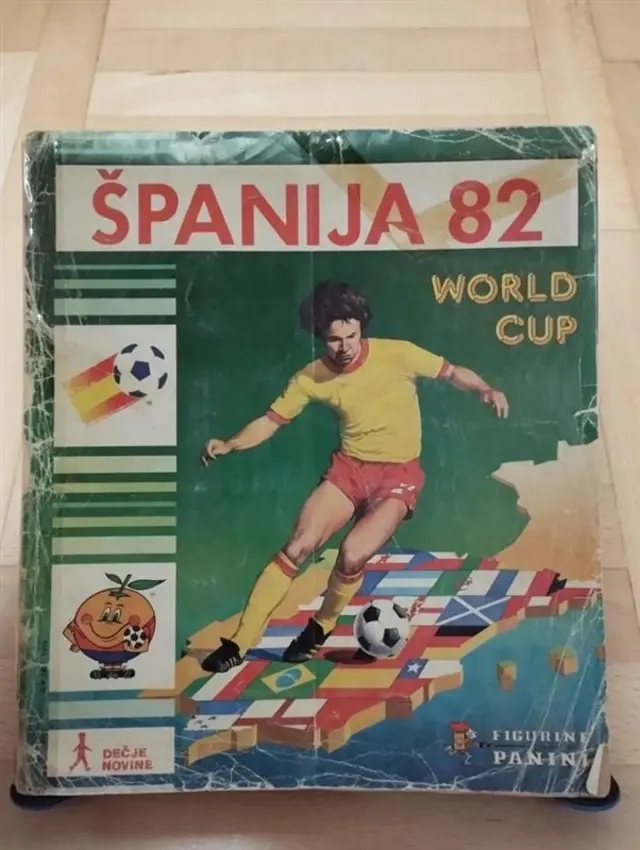 ŠPANIJA 82
WORLD
CUP
DEČJE
NOVINE
FIGURINE
PANINI